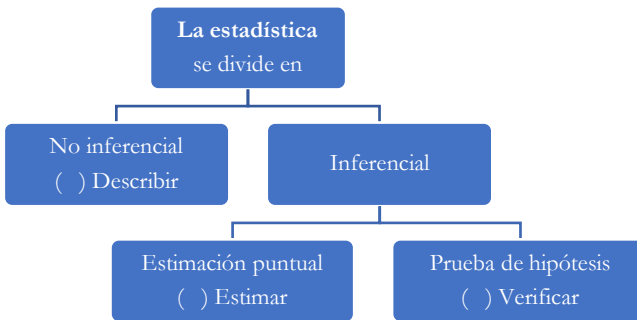 La estadística
se divide en
No inferencial
( ) Describir
Inferencial
Estimación puntual
( ) Estimar
Prueba de hipótesis
( ) Verificar